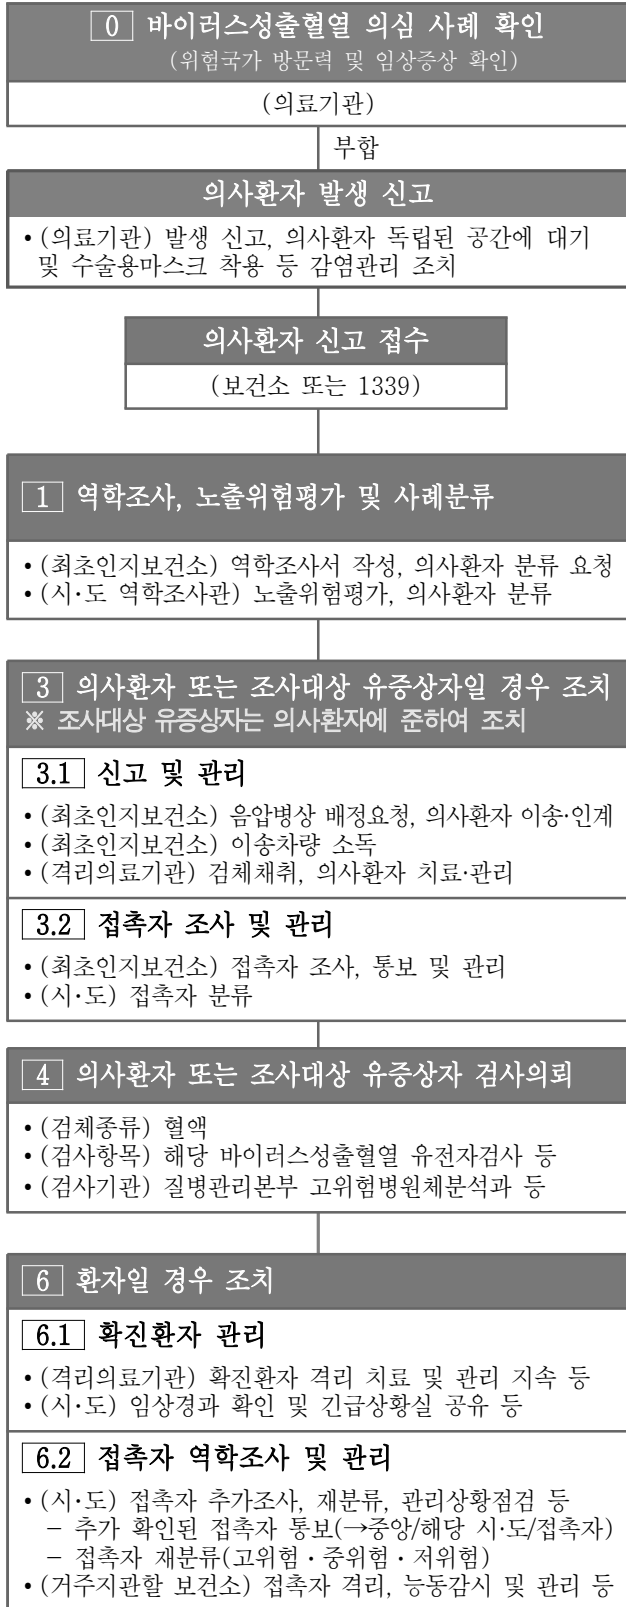 0 바이러스성출혈열 의심 사례 확인
(위험국가 방문력 및 임상증상 확인)
(의료기관)
부합
의사환자 발생 신고
• (의료기관) 발생 신고, 의사환자 독립된 공간에 대기
및 수술용마스크 착용 등 감염관리 조치
의사환자 신고 접수
(보건소 또는 1339)
1 역학조사, 노출위험평가 및 사례분류
• (최초인지보건소) 역학조사서 작성, 의사환자 분류 요청
• (시·도 역학조사관) 노출위험평가, 의사환자 분류
3 의사환자 또는 조사대상 유증상자일 경우 조치
※ 조사대상 유증상자는 의사환자에 준하여 조치
3.1 신고 및 관리
• (최초인지보건소) 음압병상 배정요청, 의사환자 이송·인계
• (최초인지보건소) 이송차량 소독
• (격리의료기관) 검체채취, 의사환자 치료·관리
3.2 접촉자 조사 및 관리
• (최초인지보건소) 접촉자 조사, 통보 및 관리
• (시·도) 접촉자 분류
4 의사환자 또는 조사대상 유증상자 검사의뢰
• (검체종류) 혈액
• (검사항목) 해당 바이러스성출혈열 유전자검사 등
• (검사기관) 질병관리본부 고위험병원체분석과 등
6 환자일 경우 조치
6.1 확진환자 관리
• (격리의료기관) 확진환자 격리 치료 및 관리 지속 등
• (시·도) 임상경과 확인 및 긴급상황실 공유 등
6.2 접촉자 역학조사 및 관리
• (시·도) 접촉자 추가조사, 재분류, 관리상황점검 등
– 추가 확인된 접촉자 통보(→중앙/해당 시·도/접촉자)
– 접촉자 재분류(고위험·중위험·저위험)
• (거주지관할 보건소) 접촉자 격리, 능동감시 및 관리 등